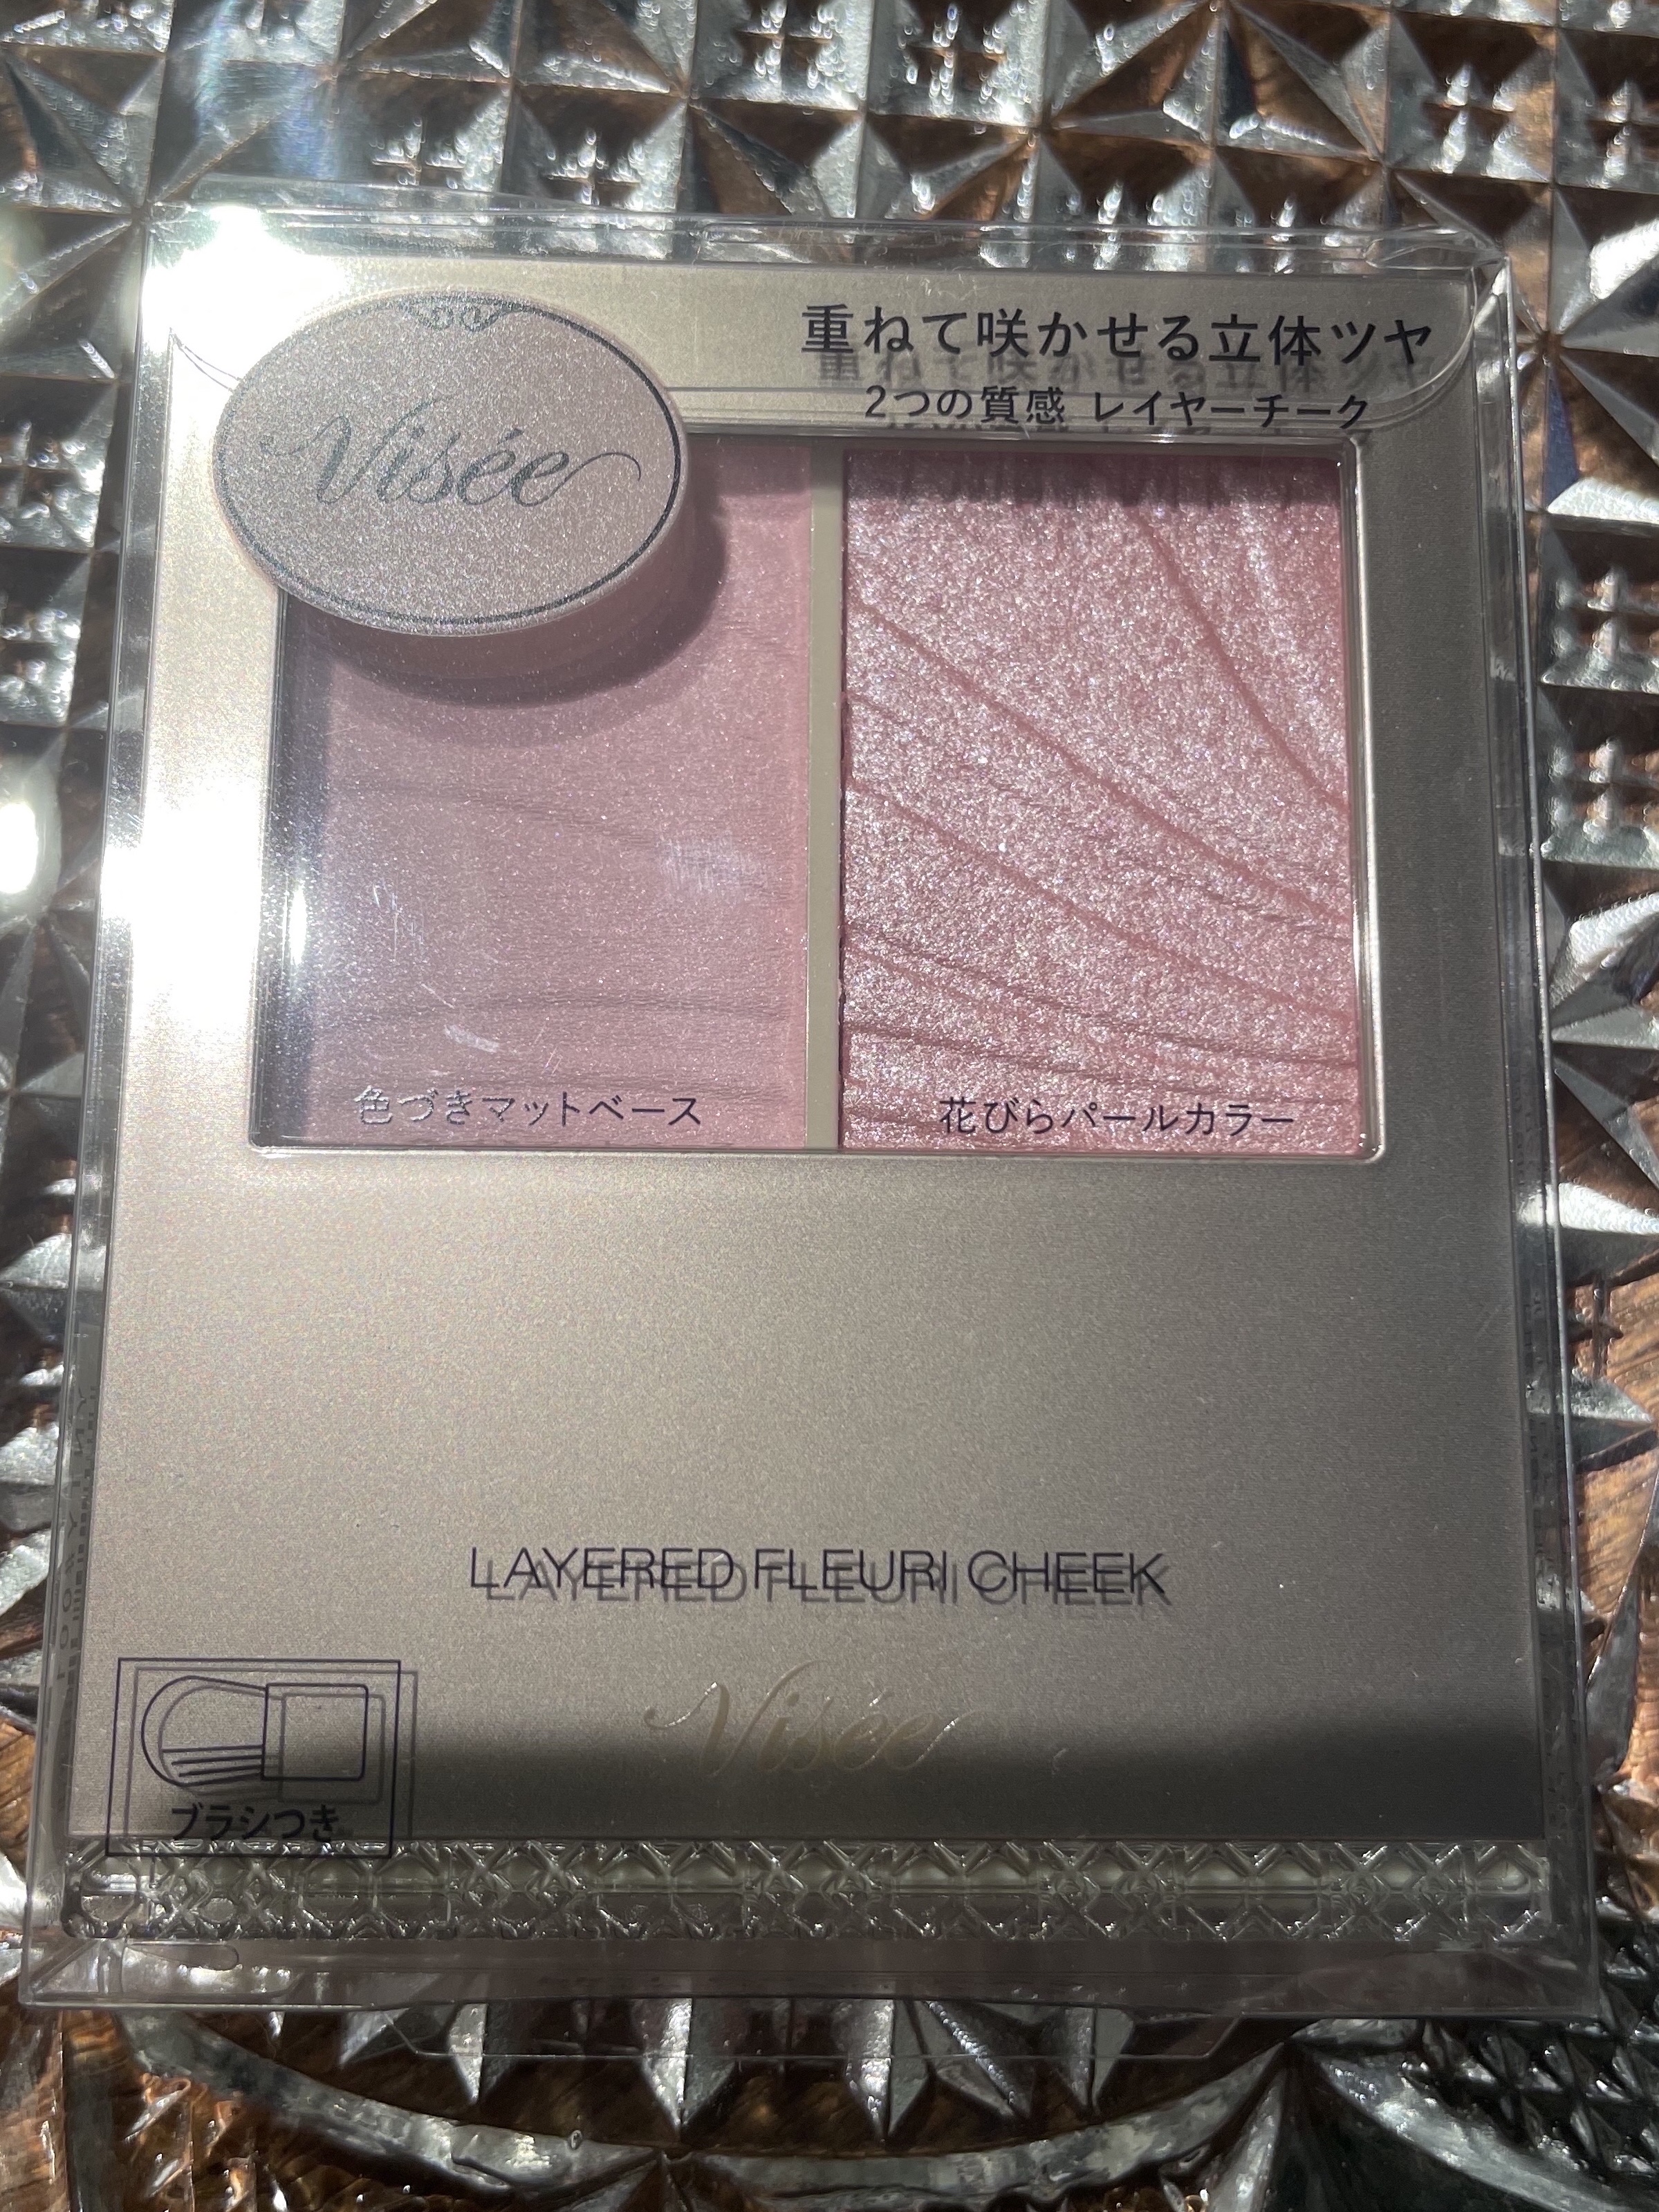 重ねて咲かせる立体ツヤ
2つの質感 レイヤーチーク
Visée
色づきマットベース
花びらパールカラー
LAYERED FLEURI CHEEK
Visée
ブラシつき